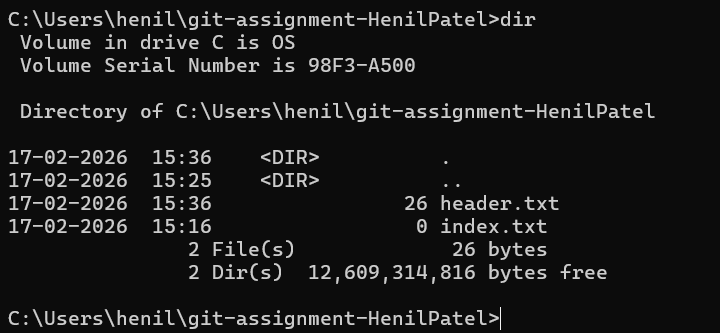 C:\Users\henil\git-assignment-HenilPatel>dir
 Volume in drive C is OS
 Volume Serial Number is 98F3-A500

 Directory of C:\Users\henil\git-assignment-HenilPatel

17-02-2026  15:36    <DIR>          .
17-02-2026  15:25    <DIR>          ..
17-02-2026  15:36                26 header.txt
17-02-2026  15:16                 0 index.txt
               2 File(s)             26 bytes
               2 Dir(s)  12,609,314,816 bytes free

C:\Users\henil\git-assignment-HenilPatel>